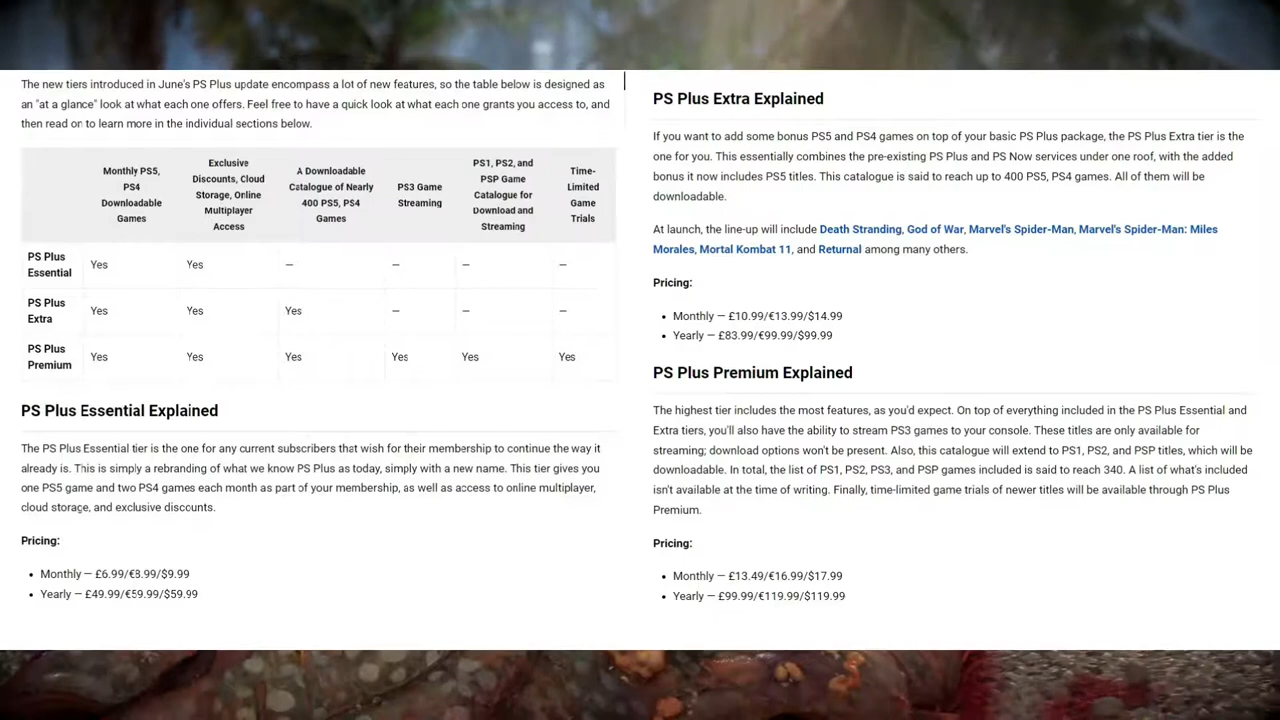 The new tiers introduced in June's PS Plus update encompass a lot of new features, so the table below is designed as
an "at a glance" look at what each one offers. Feel free to have a quick look at what each one grants you access to, and
then read on to learn more in the individual sections below.
Monthly PS5,
PS4
Downloadable
Games
Exclusive
Discounts, Cloud
Storage, Online
Multiplayer
Access
A Downloadable
Catalogue of Nearly
400 PS5, PS4
Games
PS3 Game
Streaming
PS1, PS2, and
PSP Game
Catalogue for
Download and
Streaming
Time-
Limited
Game
Trials
PS Plus
Essential
Yes
Yes
—
—
—
—
PS Plus
Extra
Yes
Yes
Yes
—
—
—
PS Plus
Premium
Yes
Yes
Yes
Yes
Yes
Yes
PS Plus Essential Explained
The PS Plus Essential tier is the one for any current subscribers that wish for their membership to continue the way it
already is. This is simply a rebranding of what we know PS Plus as today, simply with a new name. This tier gives you
one PS5 game and two PS4 games each month as part of your membership, as well as access to online multiplayer,
cloud storage, and exclusive discounts.
Pricing:
• Monthly — £6.99/€8.99/$9.99
• Yearly — £49.99/€59.99/$59.99
PS Plus Extra Explained
If you want to add some bonus PS5 and PS4 games on top of your basic PS Plus package, the PS Plus Extra tier is the
one for you. This essentially combines the pre-existing PS Plus and PS Now services under one roof, with the added
bonus it now includes PS5 titles. This catalogue is said to reach up to 400 PS5, PS4 games. All of them will be
downloadable.
At launch, the line-up will include Death Stranding, God of War, Marvel's Spider-Man, Marvel's Spider-Man: Miles
Morales, Mortal Kombat 11, and Returnal among many others.
Pricing:
• Monthly — £10.99/€13.99/$14.99
• Yearly — £83.99/€99.99/$99.99
PS Plus Premium Explained
The highest tier includes the most features, as you'd expect. On top of everything included in the PS Plus Essential and
Extra tiers, you'll also have the ability to stream PS3 games to your console. These titles are only available for
streaming; download options won't be present. Also, this catalogue will extend to PS1, PS2, and PSP titles, which will be
downloadable. In total, the list of PS1, PS2, PS3, and PSP games included is said to reach 340. A list of what's included
isn't available at the time of writing. Finally, time-limited game trials of newer titles will be available through PS Plus
Premium.
Pricing:
• Monthly — £13.49/€16.99/$17.99
• Yearly — £99.99/€119.99/$119.99